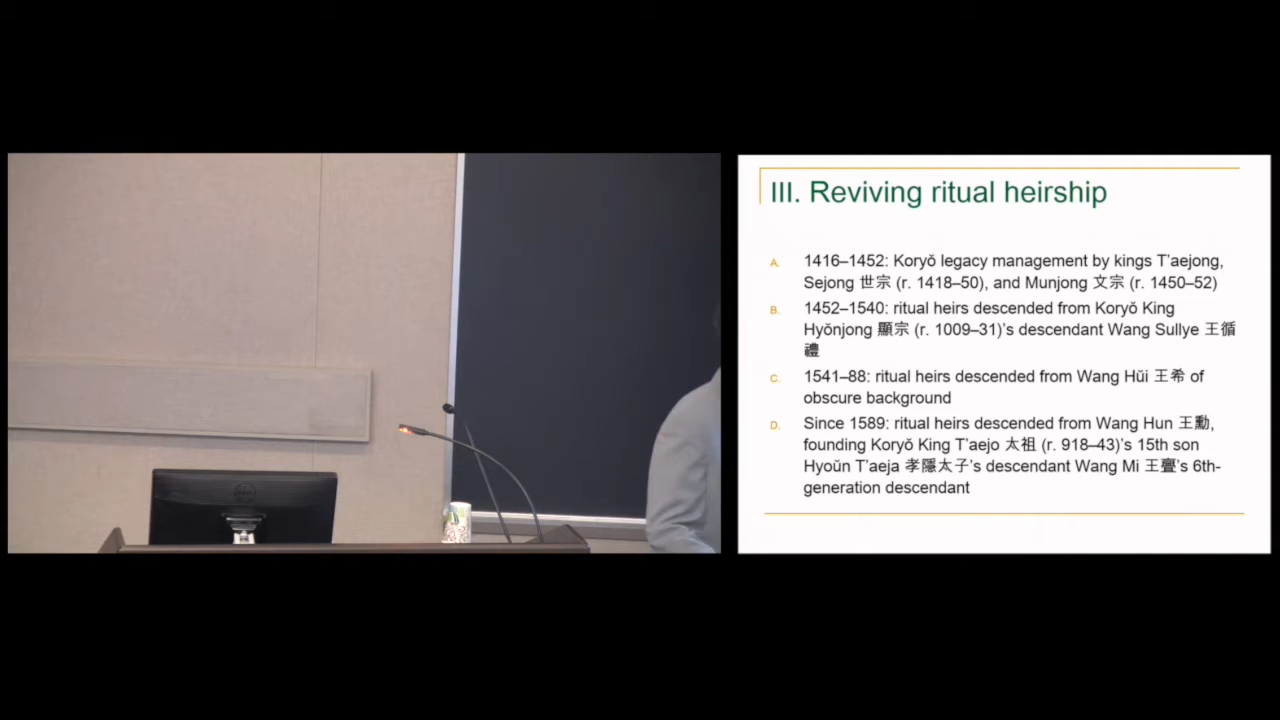 III. Reviving ritual heirship
A. 1416–1452: Koryŏ legacy management by kings T’aejong,
Sejong 世宗 (r. 1418–50), and Munjong 文宗 (r. 1450–52)
B. 1452–1540: ritual heirs descended from Koryŏ King
Hyŏnjong 顯宗 (r. 1009–31)’s descendant Wang Sullye 王循
禮
C. 1541–88: ritual heirs descended from Wang Hŭi 王希 of
obscure background
D. Since 1589: ritual heirs descended from Wang Hun 王勳,
founding Koryŏ King T’aejo 太祖 (r. 918–43)’s 15th son
Hyoŭn T’aeja 孝隱太子’s descendant Wang Mi 王亹’s 6th-
generation descendant